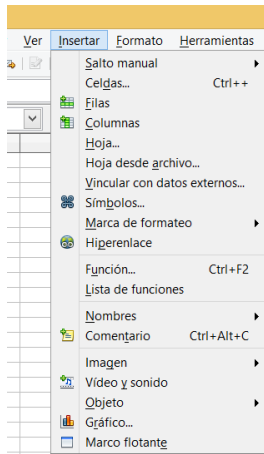 Ver Insertar Formato Herramientas
Salto manual
Celdas... Ctrl++
Filas
Columnas
Hoja...
Hoja desde archivo...
Vincular con datos externos...
Símbolos...
Marca de formateo
Hiperenlace
Función... Ctrl+F2
Lista de funciones
Nombres
Comentario Ctrl+Alt+C
Imagen
Vídeo y sonido
Objeto
Gráfico...
Marco flotante